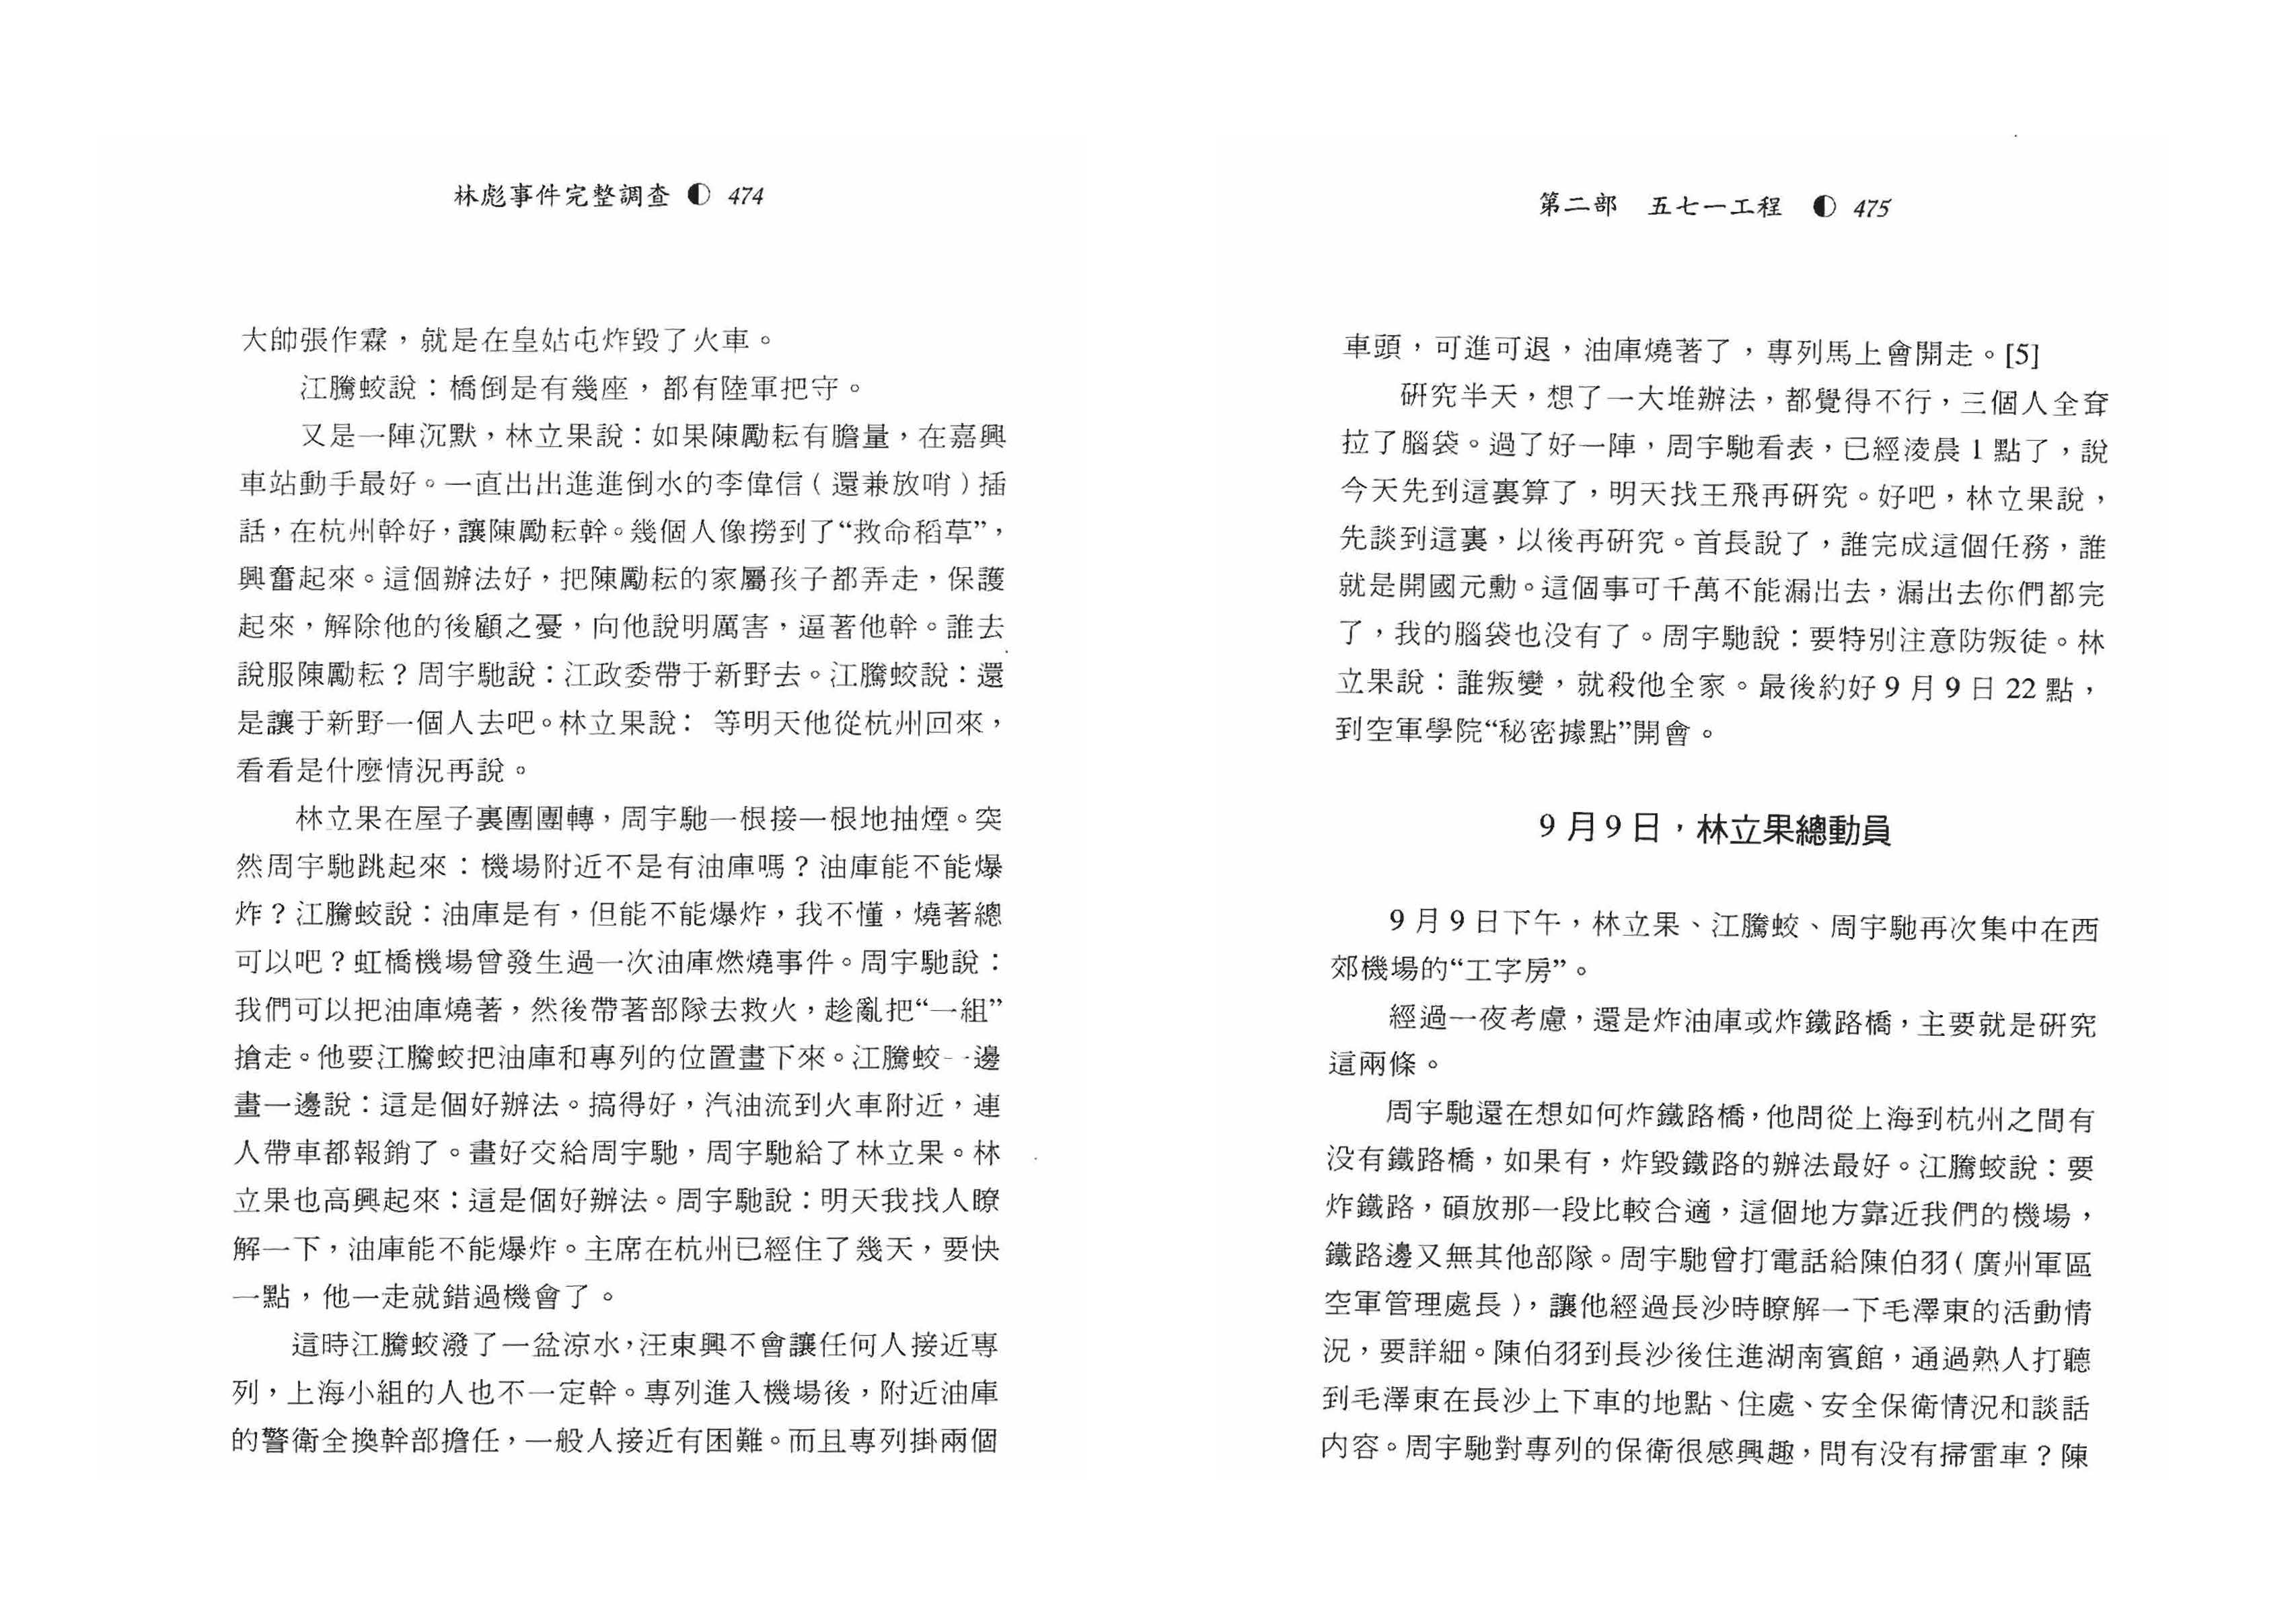 林彪事件完整調查 ◐ 474
大帥張作霖，就是在皇姑屯炸毀了火車。
江騰蛟說：橋倒是有幾座，都有陸軍把守。
又是一陣沉默，林立果說：如果陳勵耘有膽量，在嘉興
車站動手最好。一直出出進進倒水的李偉信（還兼放哨）插
話，在杭州幹好，讓陳勵耘幹。幾個人像撈到了“救命稻草”，
興奮起來。這個辦法好，把陳勵耘的家屬孩子都弄走，保護
起來，解除他的後顧之憂，向他說明厲害，逼著他幹。誰去
說服陳勵耘？周宇馳說：江政委帶于新野去。江騰蛟說：還
是讓于新野一個人去吧。林立果說： 等明天他從杭州回來，
看看是什麼情況再說。
林立果在屋子裏團團轉，周宇馳一根接一根地抽煙。突
然周宇馳跳起來：機場附近不是有油庫嗎？油庫能不能爆
炸？江騰蛟說：油庫是有，但能不能爆炸，我不懂，燒著總
可以吧？虹橋機場曾發生過一次油庫燃燒事件。周宇馳說：
我們可以把油庫燒著，然後帶著部隊去救火，趁亂把“一組”
搶走。他要江騰蛟把油庫和專列的位置畫下來。江騰蛟一邊
畫一邊說：這是個好辦法。搞得好，汽油流到火車附近，連
人帶車都報銷了。畫好交給周宇馳，周宇馳給了林立果。林
立果也高興起來：這是個好辦法。周宇馳說：明天我找人瞭
解一下，油庫能不能爆炸。主席在杭州已經住了幾天，要快
一點，他一走就錯過機會了。
這時江騰蛟潑了一盆涼水，汪東興不會讓任何人接近專
列，上海小組的人也不一定幹。專列進入機場後，附近油庫
的警衛全換幹部擔任，一般人接近有困難。而且專列掛兩個
第二部　五七一工程 ◐ 475
車頭，可進可退，油庫燒著了，專列馬上會開走。[5]
研究半天，想了一大堆辦法，都覺得不行，三個人全耷
拉了腦袋。過了好一陣，周宇馳看表，已經淩晨 1 點了，說
今天先到這裏算了，明天找王飛再研究。好吧，林立果說，
先談到這裏，以後再研究。首長說了，誰完成這個任務，誰
就是開國元勳。這個事可千萬不能漏出去，漏出去你們都完
了，我的腦袋也沒有了。周宇馳說：要特別注意防叛徒。林
立果說：誰叛變，就殺他全家。最後約好 9 月 9 日 22 點，
到空軍學院“秘密據點”開會。
9 月 9 日，林立果總動員
9 月 9 日下午，林立果、江騰蛟、周宇馳再次集中在西
郊機場的“工字房”。
經過一夜考慮，還是炸油庫或炸鐵路橋，主要就是研究
這兩條。
周宇馳還在想如何炸鐵路橋，他問從上海到杭州之間有
没有鐵路橋，如果有，炸毀鐵路的辦法最好。江騰蛟說：要
炸鐵路，碩放那一段比較合適，這個地方靠近我們的機場，
鐵路邊又無其他部隊。周宇馳曾打電話給陳伯羽（廣州軍區
空軍管理處長），讓他經過長沙時瞭解一下毛澤東的活動情
況，要詳細。陳伯羽到長沙後住進湖南賓館，通過熟人打聽
到毛澤東在長沙上下車的地點、住處、安全保衛情況和談話
内容。周宇馳對專列的保衛很感興趣，問有没有掃雷車？陳